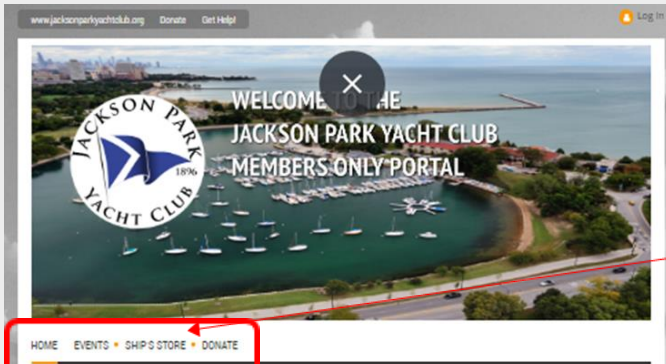 www.jacksonparkyachtclub.org Donate Get Help!
Log In
WELCOME TO THE
JACKSON PARK YACHT CLUB
MEMBERS ONLY PORTAL
JACKSON PARK
1896
YACHT CLUB
HOME EVENTS SHIP'S STORE DONATE